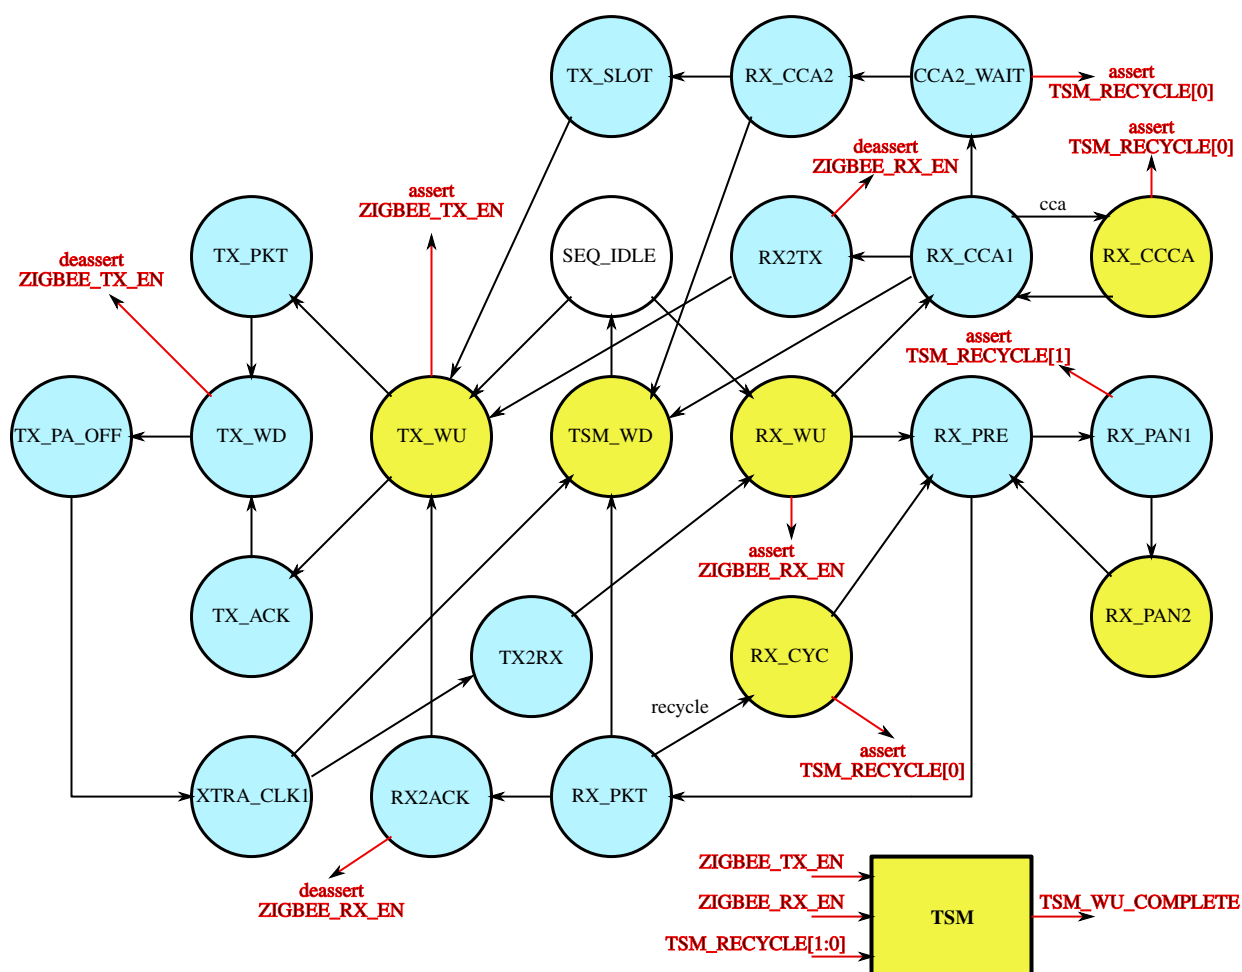 TX_SLOT
RX_CCA2
CCA2_WAIT
assert
TSM_RECYCLE[0]
assert
TSM_RECYCLE[0]
deassert
ZIGBEE_RX_EN
assert
ZIGBEE_TX_EN
cca
deassert
ZIGBEE_TX_EN
TX_PKT
SEQ_IDLE
RX2TX
RX_CCA1
RX_CCCA
assert
TSM_RECYCLE[1]
TX_PA_OFF
TX_WD
TX_WU
TSM_WD
RX_WU
RX_PRE
RX_PAN1
assert
ZIGBEE_RX_EN
TX_ACK
TX2RX
RX_CYC
RX_PAN2
recycle
assert
TSM_RECYCLE[0]
XTRA_CLK1
RX2ACK
RX_PKT
deassert
ZIGBEE_RX_EN
ZIGBEE_TX_EN
ZIGBEE_RX_EN
TSM_RECYCLE[1:0]
TSM
TSM_WU_COMPLETE